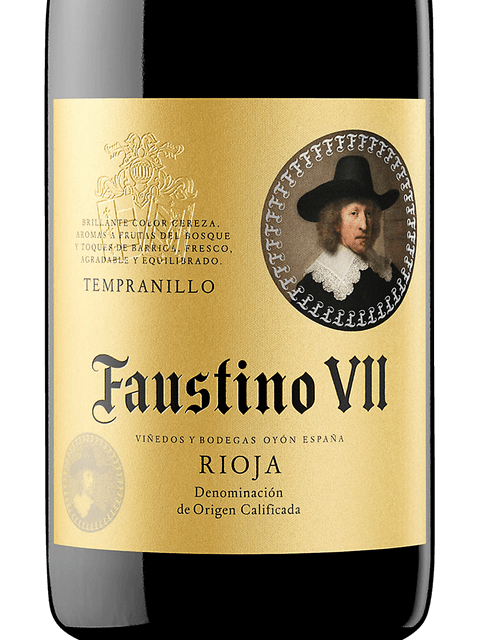 BRILLANTE COLOR CEREZA,
AROMAS A FRUTAS DEL BOSQUE
Y TOQUES DE BARRICA, FRESCO,
AGRADABLE Y EQUILIBRADO.
TEMPRANILLO
Faustino VII
VIÑEDOS Y BODEGAS OYÓN ESPAÑA
RIOJA
Denominación
de Origen Calificada